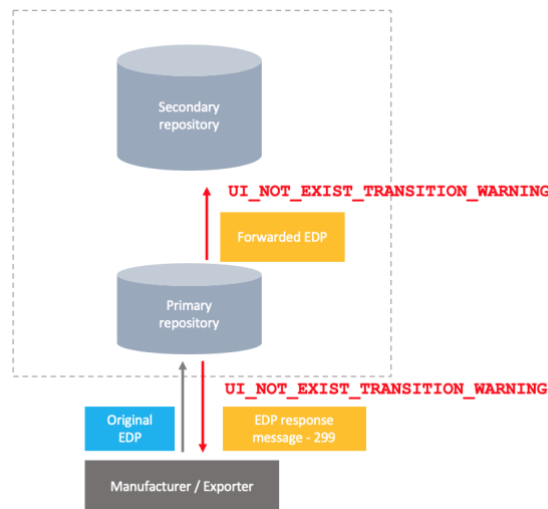 Secondary
repository
UI_NOT_EXIST_TRANSITION_WARNING
Forwarded EDP
Primary
repository
UI_NOT_EXIST_TRANSITION_WARNING
Original
EDP
EDP response
message - 299
Manufacturer / Exporter